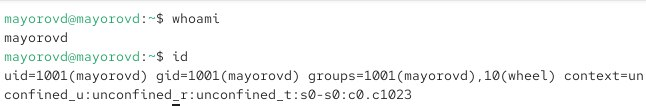 mayorovd@mayorovd:~$ whoami
mayorovd
mayorovd@mayorovd:~$ id
uid=1001(mayorovd) gid=1001(mayorovd) groups=1001(mayorovd),10(wheel) context=un
confined_u:unconfined_r:unconfined_t:s0-s0:c0.c1023